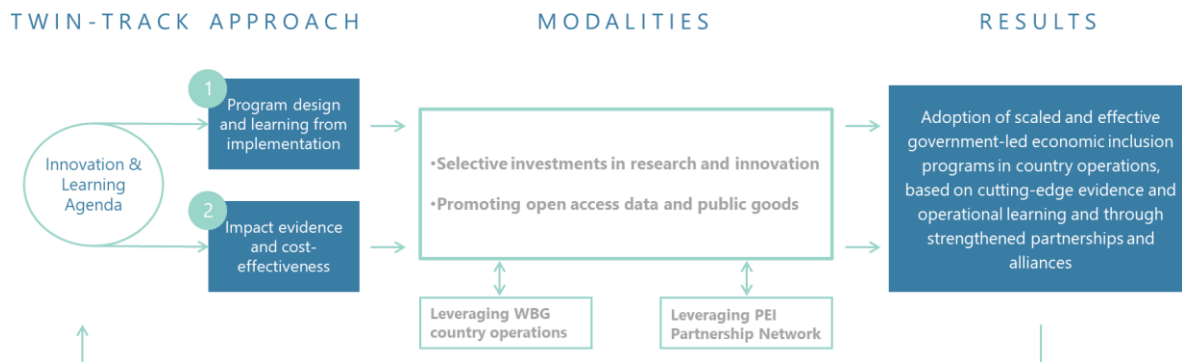 TWIN-TRACK APPROACH
MODALITIES
RESULTS
Innovation &
Learning
Agenda
1
Program design
and learning from
implementation
2
Impact evidence
and cost-
effectiveness
•Selective investments in research and innovation
•Promoting open access data and public goods
Leveraging WBG
country operations
Leveraging PEI
Partnership Network
Adoption of scaled and effective
government-led economic inclusion
programs in country operations,
based on cutting-edge evidence and
operational learning and through
strengthened partnerships and
alliances